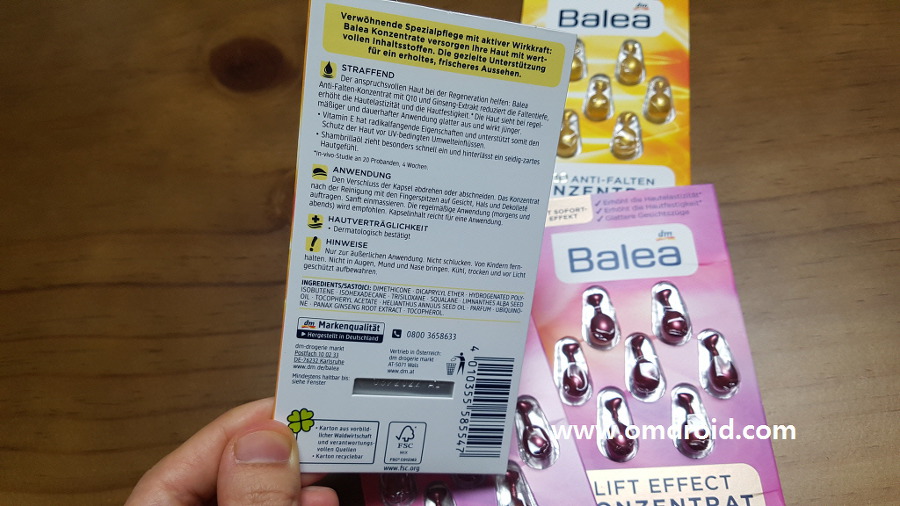 Verwöhnende Spezialpflege mit aktiver Wirkkraft:
Balea Konzentrate versorgen Ihre Haut mit wert-
vollen Inhaltsstoffen. Die gezielte Unterstützung
für ein erholtes, frischeres Aussehen.
STRAFFEND
Der anspruchsvollen Haut bei der Regeneration helfen: Balea
Anti-Falten-Konzentrat mit Q10 und Ginseng-Extrakt reduziert die Faltentiefe,
erhöht die Hautelastizität und die Hautfestigkeit.* Die Haut sieht bei regel-
mäßiger und dauerhafter Anwendung glatter aus und wirkt jünger.
• Vitamin E hat radikalfangende Eigenschaften und unterstützt somit den
Schutz der Haut vor UV-bedingten Umwelteinflüssen.
• Shambrillaöl zieht besonders schnell ein und hinterlässt ein seidig-zartes
Hautgefühl.
*In-vivo-Studie an 20 Probanden, 4 Wochen
ANWENDUNG
Den Verschluss der Kapsel abdrehen oder abschneiden. Das Konzentrat
nach der Reinigung mit den Fingerspitzen auf Gesicht, Hals und Dekolleté
auftragen. Sanft einmassieren. Die regelmäßige Anwendung (morgens und
abends) wird empfohlen. Kapselinhalt reicht für eine Anwendung.
HAUTVERTRÄGLICHKEIT
• Dermatologisch bestätigt
HINWEISE
Nur zur äußerlichen Anwendung. Nicht schlucken. Von Kindern fern-
halten. Nicht in Augen, Mund und Nase bringen. Kühl, trocken und vor Licht
geschützt aufbewahren.
INGREDIENTS/SASTOJCI: DIMETHICONE · DICAPRYLYL ETHER · HYDROGENATED POLY-
ISOBUTENE · ISOHEXADECANE · TRISILOXANE · SQUALANE · LIMNANTHES ALBA SEED
OIL · TOCOPHERYL ACETATE · HELIANTHUS ANNUUS SEED OIL · PARFUM · UBIQUINO-
NE · PANAX GINSENG ROOT EXTRACT · TOCOPHEROL.
dm Markenqualität
Hergestellt in Deutschland
0800 3658633
dm-drogerie markt
Postfach 10 02 33
DE-76232 Karlsruhe
www.dm.de/balea
Vertrieb in Österreich:
dm drogerie markt
AT-5071 Wals
www.dm.at
Mindestens haltbar bis:
siehe Fenster
4 010355 585547
• Karton aus vorbild-
licher Waldwirtschaft
und verantwortungs-
vollen Quellen
• Karton recycelbar
FSC
MIX
www.fsc.org
dm
Balea
ANTI-FALTEN
SOFORT-
EFFEKT
✓ Erhöht die Hautelastizität*
✓ Erhöht die Hautfestigkeit*
✓ Glattere Gesichtszüge
dm
Balea
LIFT EFFECT
KONZENTRAT
www.omdroid.com